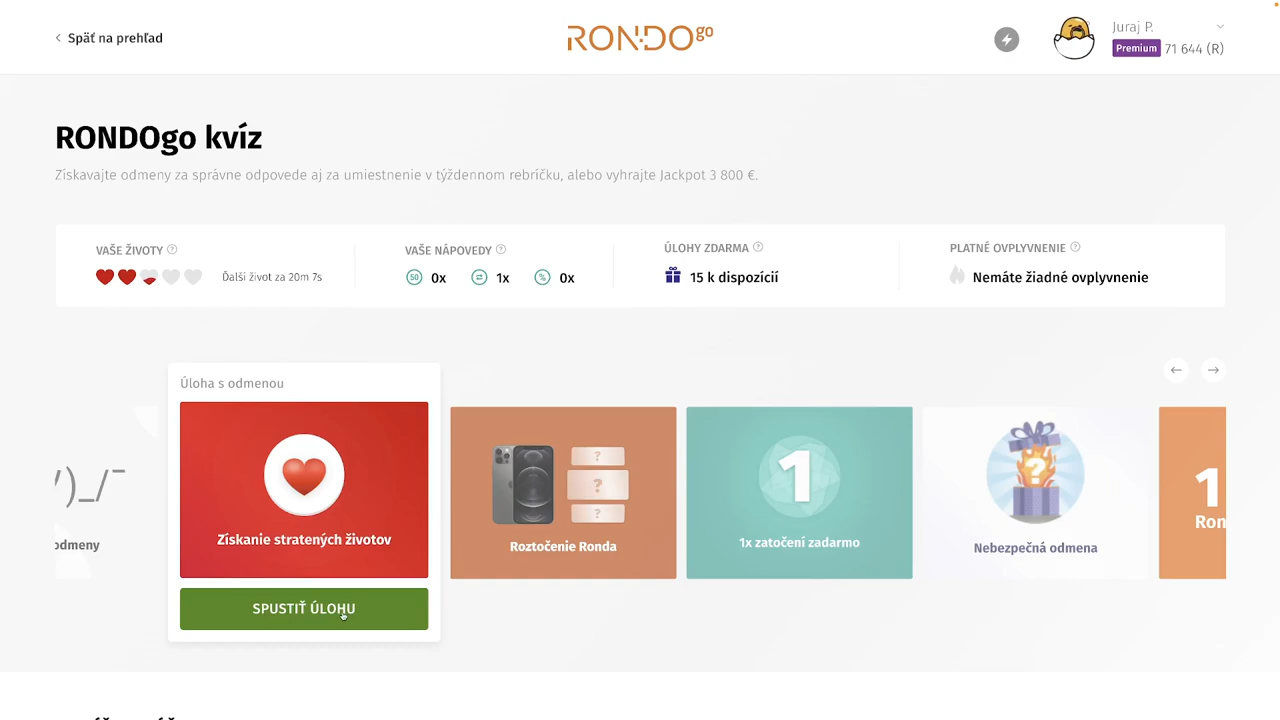 Späť na prehľad
RONDOgo
Juraj P.
Premium 71 644 (R)
RONDOgo kvíz
Získavajte odmeny za správne odpovede aj za umiestnenie v týždennom rebríčku, alebo vyhrajte Jackpot 3 800 €.
VAŠE ŽIVOTY ?
Ďalší život za 20m 7s
VAŠE NÁPOVEDY ?
50 0x 1x % 0x
ÚLOHY ZDARMA ?
15 k dispozícií
PLATNÉ OVPLYVNENIE ?
Nemáte žiadné ovplyvnenie
Úloha s odmenou
Získanie stratených životov
SPUSTIŤ ÚLOHU
)_/¯
odmeny
?
?
?
Roztočenie Ronda
1
1x zatočení zadarmo
?
Nebezpečná odmena
1
Ron